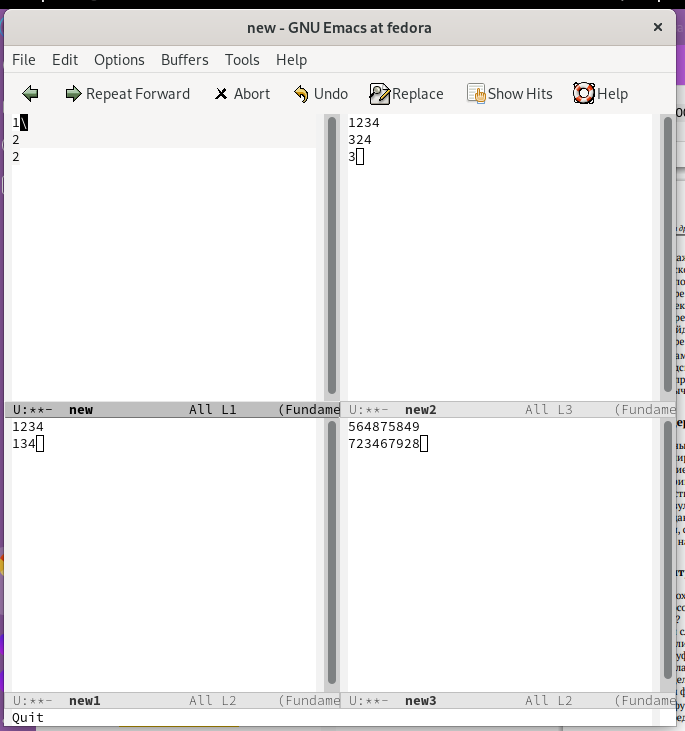 new - GNU Emacs at fedora
File Edit Options Buffers Tools Help
Repeat Forward Abort Undo Replace Show Hits Help
1\
2
2
U:**- new All L1 (Fundame
1234
324
3
U:**- new2 All L3 (Fundame
1234
134
U:**- new1 All L2 (Fundame
564875849
723467928
U:**- new3 All L2 (Fundame
Quit